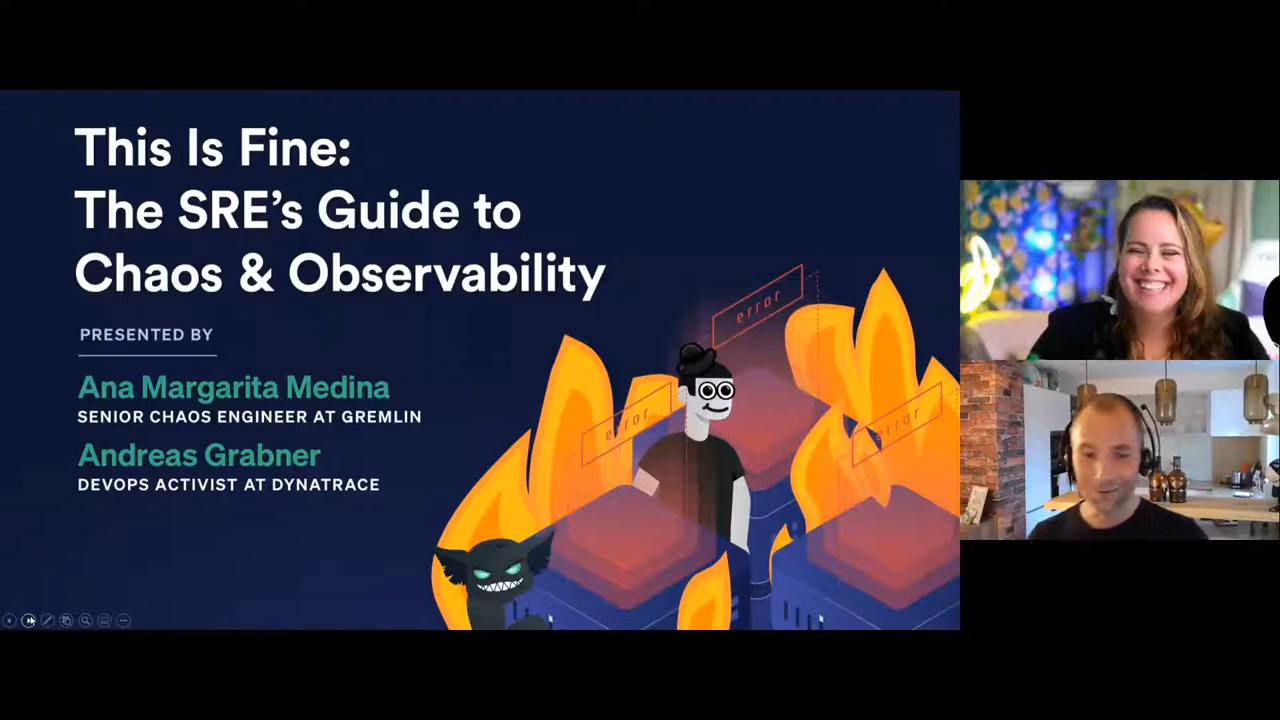 This Is Fine:
The SRE’s Guide to
Chaos & Observability
PRESENTED BY
Ana Margarita Medina
SENIOR CHAOS ENGINEER AT GREMLIN
Andreas Grabner
DEVOPS ACTIVIST AT DYNATRACE
error
error
error